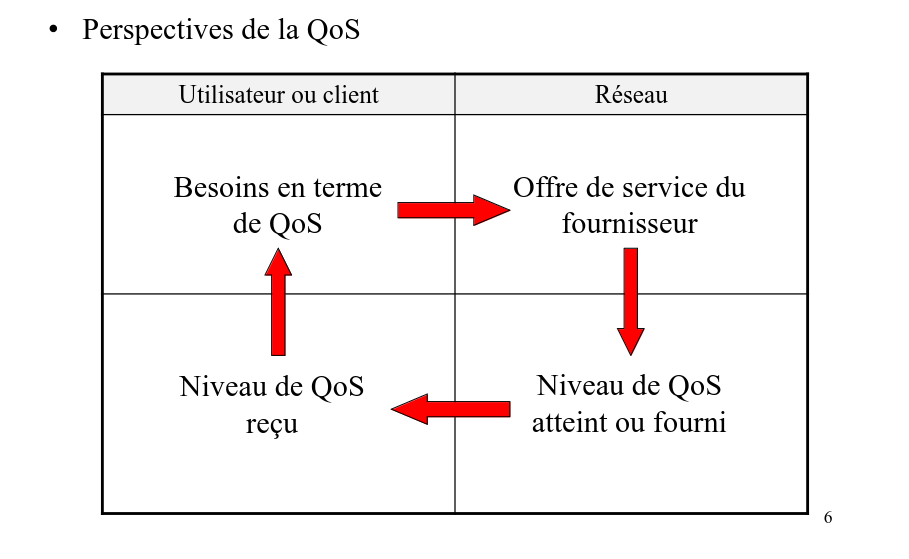 • Perspectives de la QoS
Utilisateur ou client
Réseau
Besoins en terme
de QoS
Offre de service du
fournisseur
Niveau de QoS
reçu
Niveau de QoS
atteint ou fourni
6